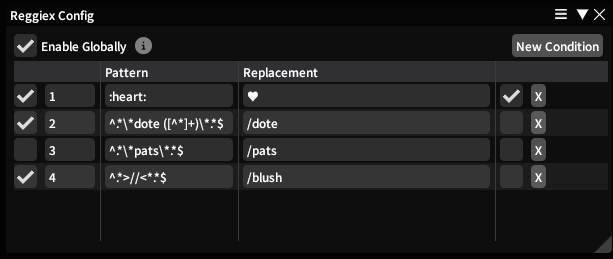 Reggiex Config
Enable Globally
New Condition
Pattern Replacement
1 :heart: ♥ X
2 ^.*\*dote ([^*]+)\*.*$ /dote X
3 ^.*\*pats\*.*$ /pats X
4 ^.*>//<*.*$ /blush X